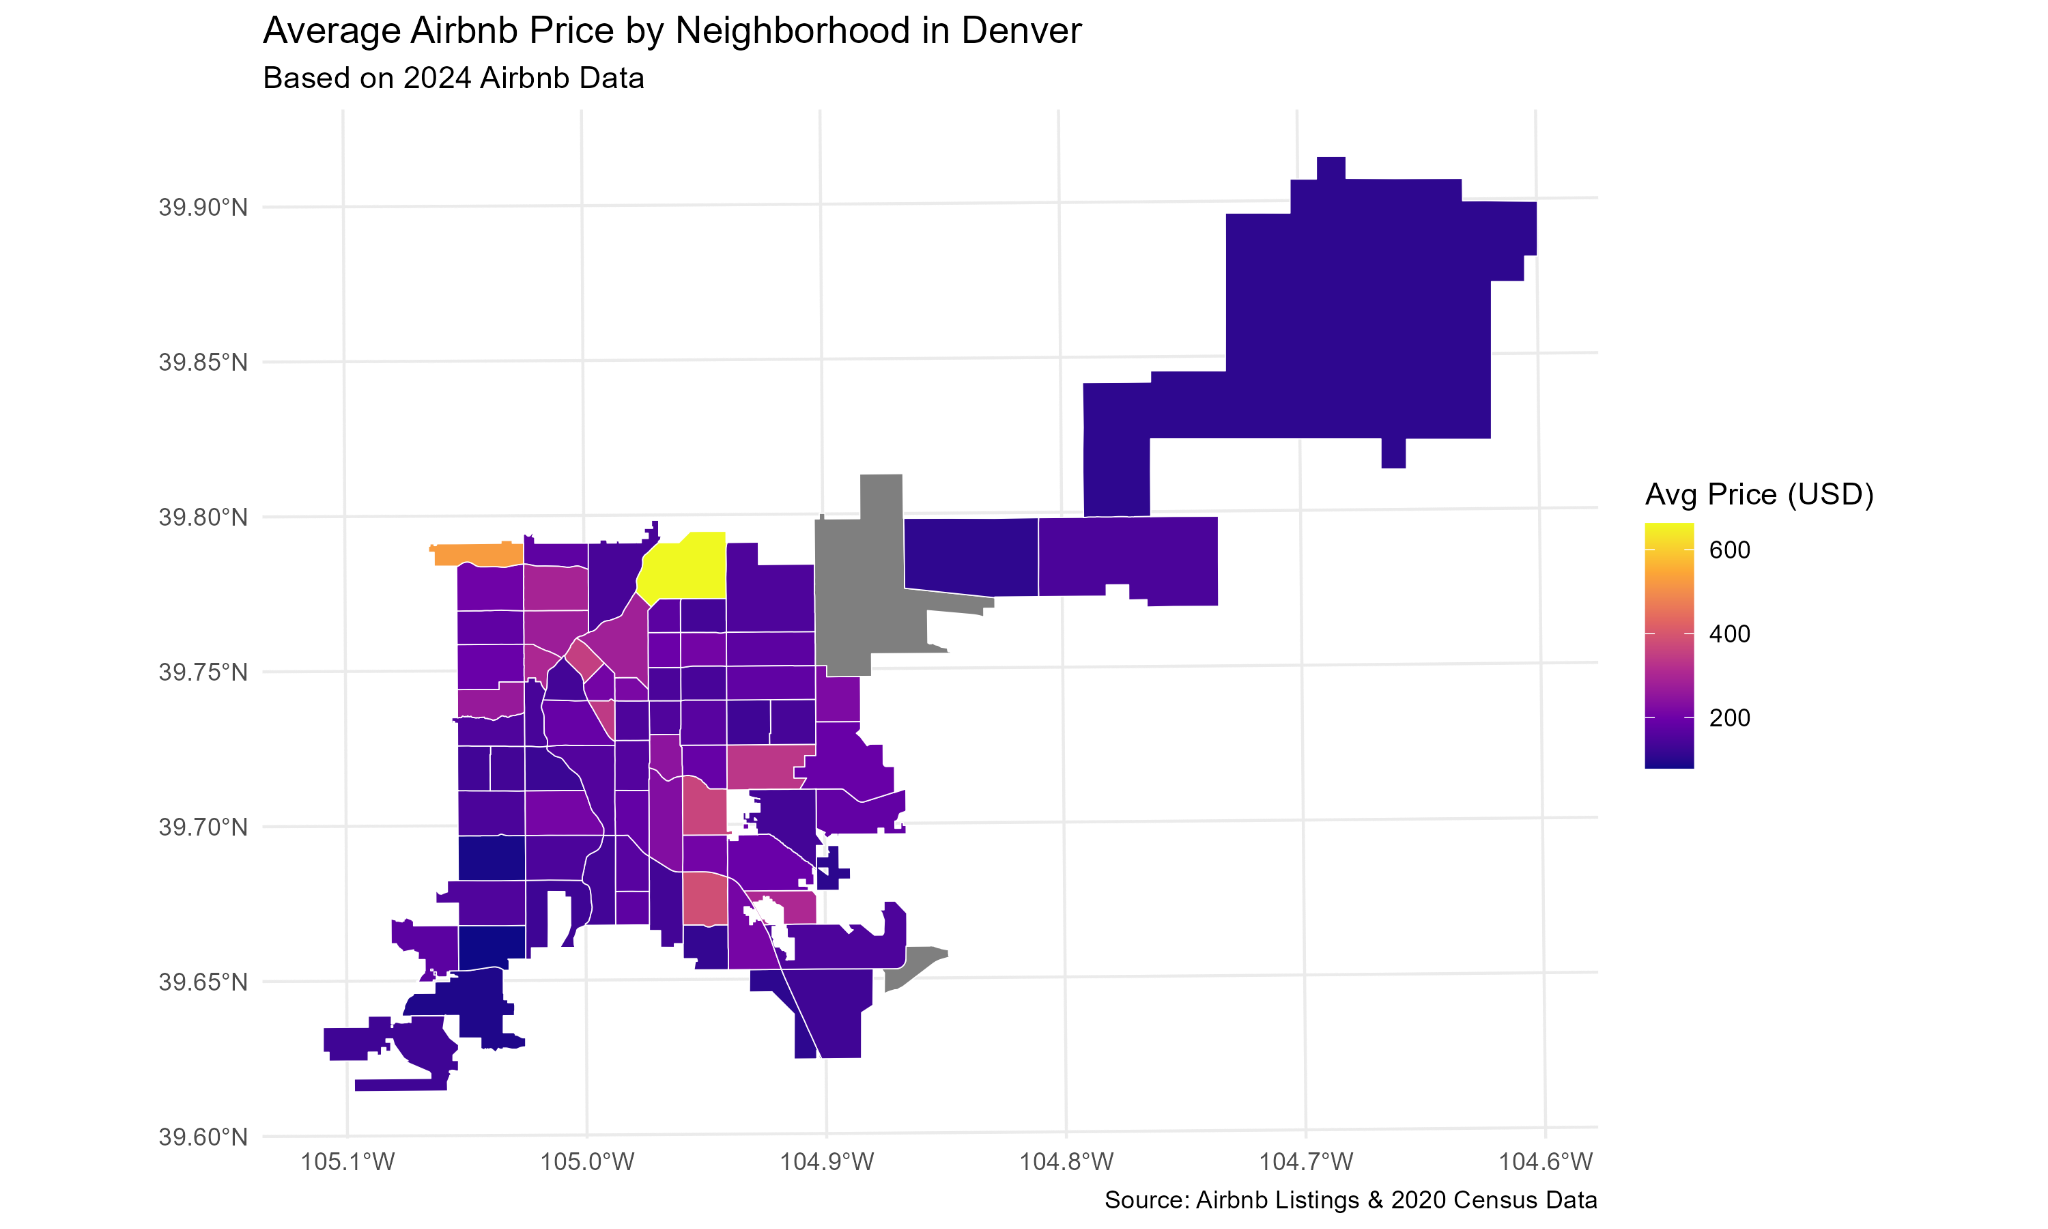 Average Airbnb Price by Neighborhood in Denver
Based on 2024 Airbnb Data
39.90°N
39.85°N
39.80°N
39.75°N
39.70°N
39.65°N
39.60°N
105.1°W
105.0°W
104.9°W
104.8°W
104.7°W
104.6°W
Avg Price (USD)
600
400
200
Source: Airbnb Listings & 2020 Census Data